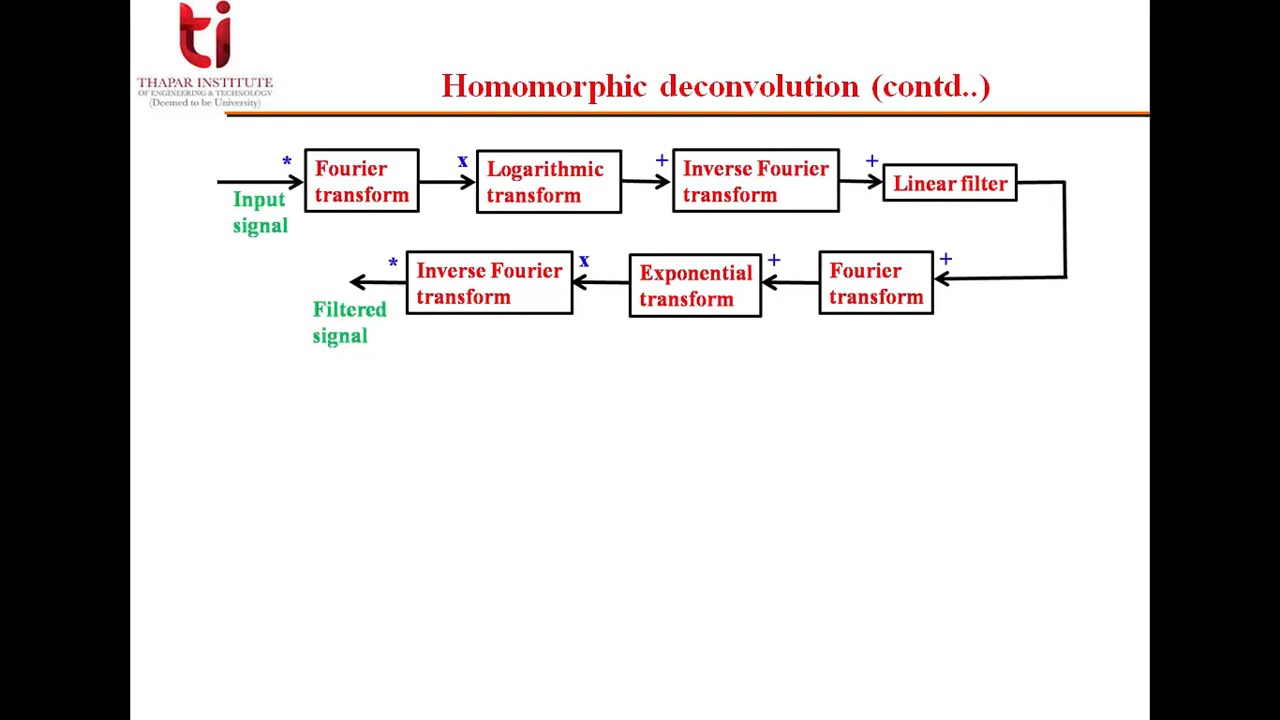 THAPAR INSTITUTE
OF ENGINEERING & TECHNOLOGY
(Deemed to be University)
Homomorphic deconvolution (contd..)
* Fourier transform x Logarithmic transform + Inverse Fourier transform + Linear filter
Input signal
* Inverse Fourier transform x Exponential transform + Fourier transform +
Filtered signal